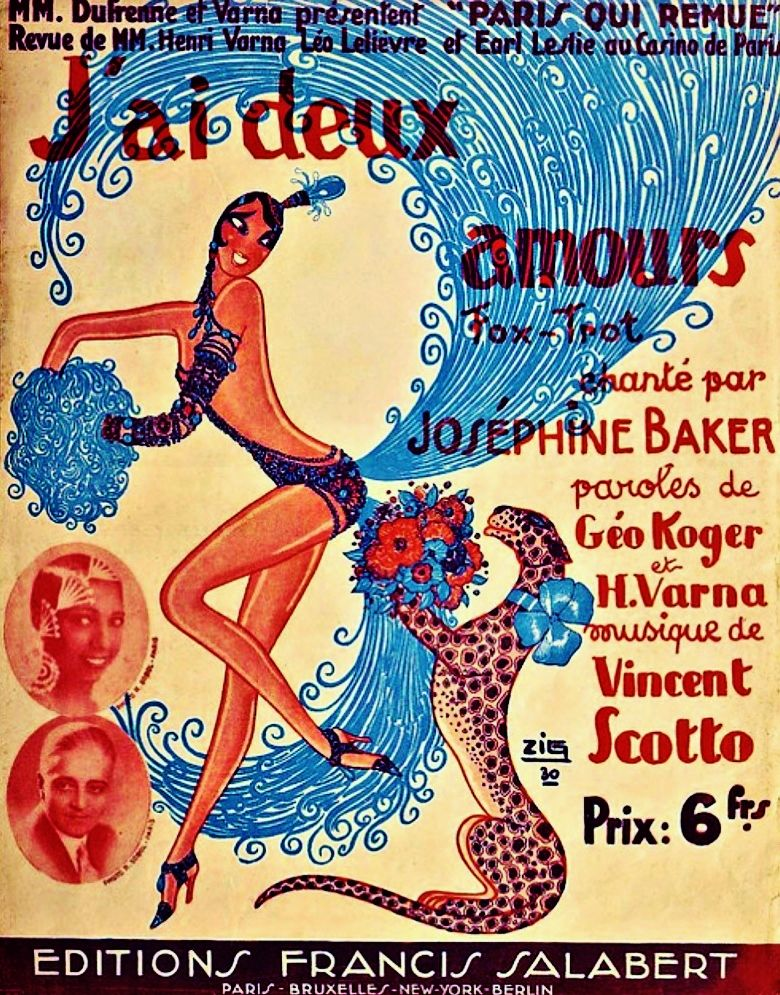 MM. Dufrenne et Varna présentent "PARIS QUI REMUE"
Revue de MM. Henri Varna Léo Lelièvre et Earl Leslie au Casino de Paris
J'ai deux
amours
Fox-Trot
chanté par
JOSÉPHINE BAKER
paroles de
Géo Koger
et
H. Varna
musique de
Vincent
Scotto
ZIG
30
Prix: 6 frs
EDITIONS FRANCIS SALABERT
PARIS - BRUXELLES - NEW-YORK - BERLIN